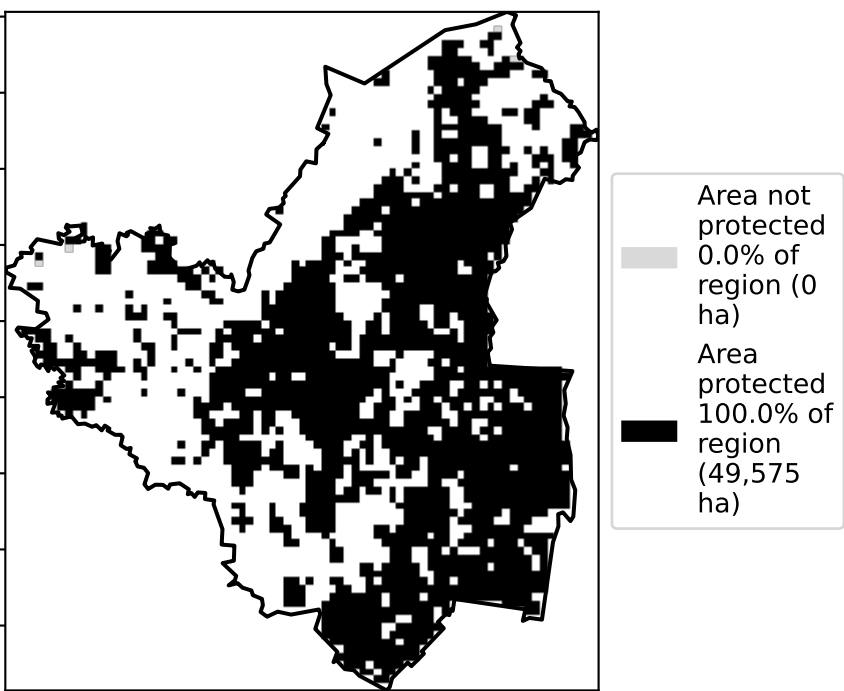 Area not
protected
0.0% of
region (0
ha)
Area
protected
100.0% of
region
(49,575
ha)